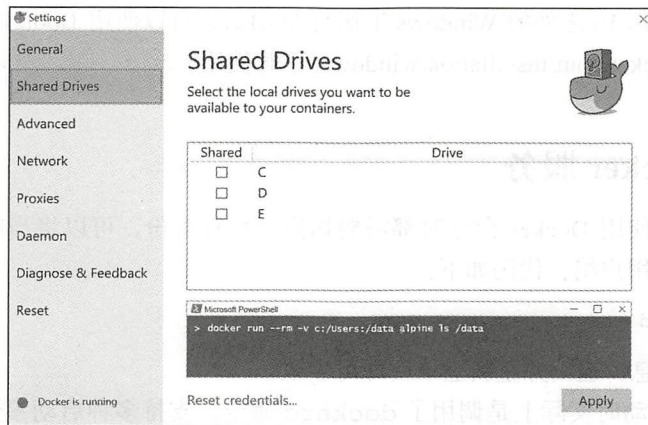 Settings
General
Shared Drives
Advanced
Network
Proxies
Daemon
Diagnose & Feedback
Reset
Docker is running
Shared Drives
Select the local drives you want to be
available to your containers.
Shared Drive
C
D
E
Microsoft PowerShell
> docker run --rm -v c:/Users:/data alpine ls /data
Reset credentials...
Apply